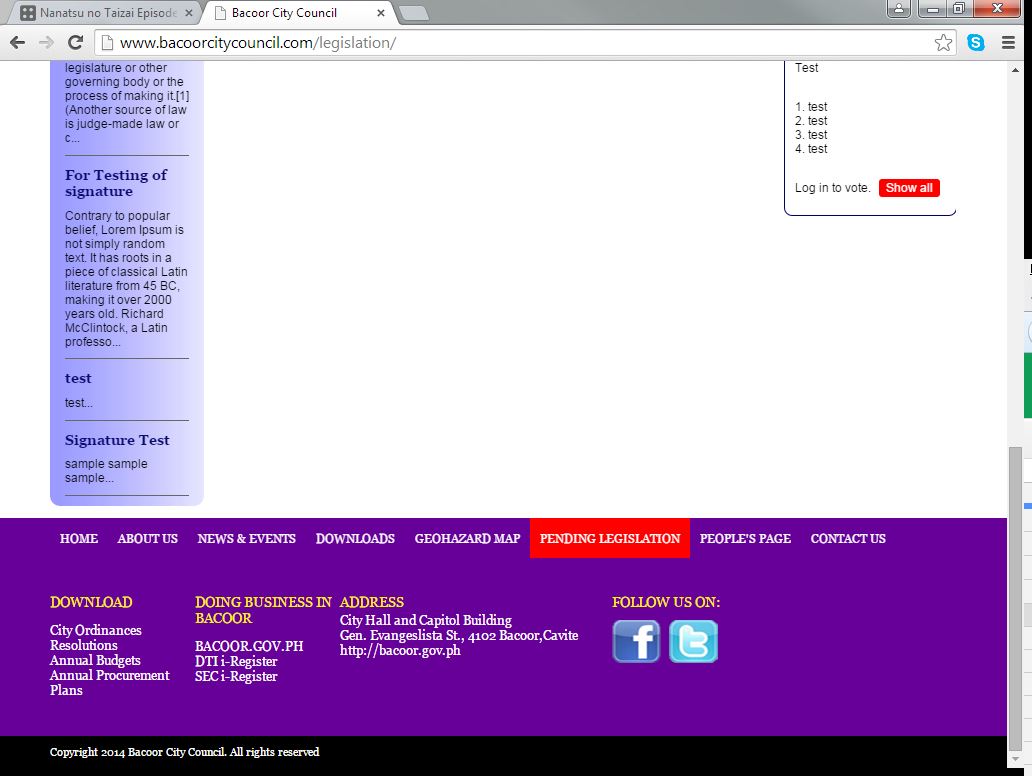 Nanatsu no Taizai Episode
Bacoor City Council
www.bacoorcitycouncil.com/legislation/
legislature or other
governing body or the
process of making it.[1]
(Another source of law
is judge-made law or
c...
For Testing of
signature
Contrary to popular
belief, Lorem Ipsum is
not simply random
text. It has roots in a
piece of classical Latin
literature from 45 BC,
making it over 2000
years old. Richard
McClintock, a Latin
professo...
test
test...
Signature Test
sample sample
sample...
Test
1. test
2. test
3. test
4. test
Log in to vote. Show all
HOME ABOUT US NEWS & EVENTS DOWNLOADS GEOHAZARD MAP PENDING LEGISLATION PEOPLE'S PAGE CONTACT US
DOWNLOAD
City Ordinances
Resolutions
Annual Budgets
Annual Procurement
Plans
DOING BUSINESS IN
BACOOR
BACOOR.GOV.PH
DTI i-Register
SEC i-Register
ADDRESS
City Hall and Capitol Building
Gen. Evangeslista St., 4102 Bacoor,Cavite
http://bacoor.gov.ph
FOLLOW US ON:
Copyright 2014 Bacoor City Council. All rights reserved